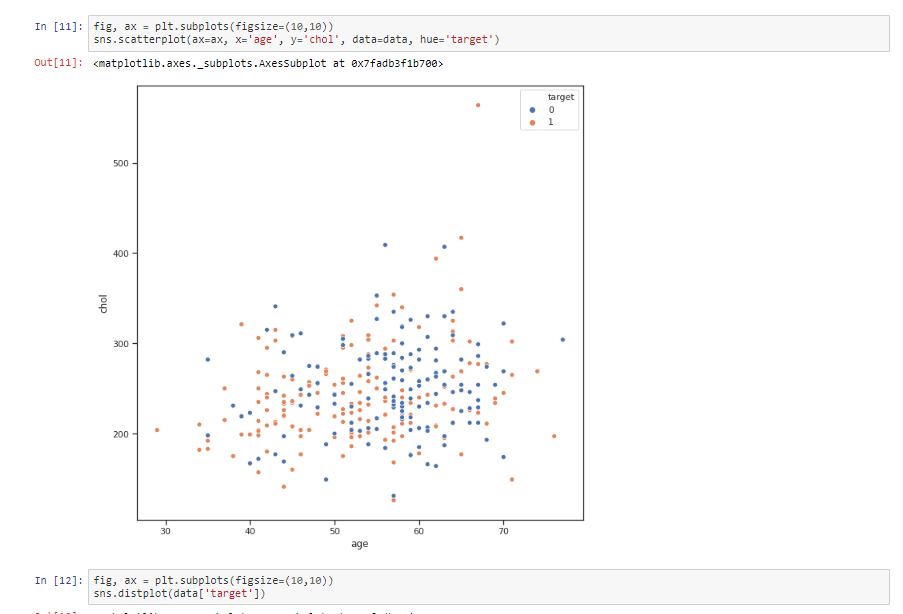 In [11]: fig, ax = plt.subplots(figsize=(10,10))
sns.scatterplot(ax=ax, x='age', y='chol', data=data, hue='target')
Out[11]: <matplotlib.axes._subplots.AxesSubplot at 0x7fadb3f1b700>
target
0
1
500
400
chol
300
200
30 40 50 60 70
age
In [12]: fig, ax = plt.subplots(figsize=(10,10))
sns.distplot(data['target'])